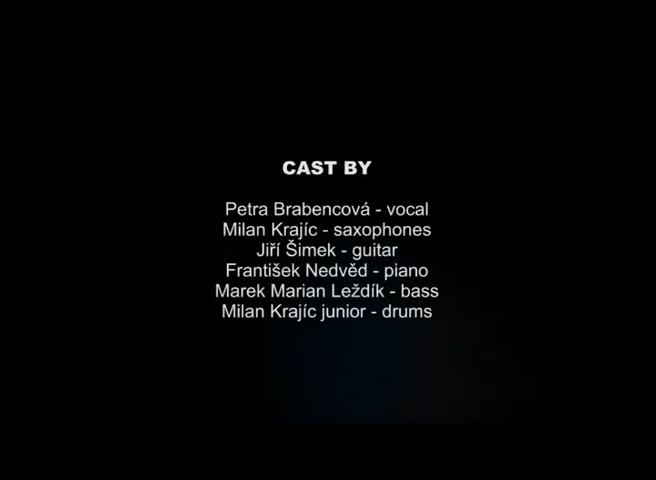 CAST BY
Petra Brabencová - vocal
Milan Krajíc - saxophones
Jiří Šimek - guitar
František Nedvěd - piano
Marek Marian Leždík - bass
Milan Krajíc junior - drums